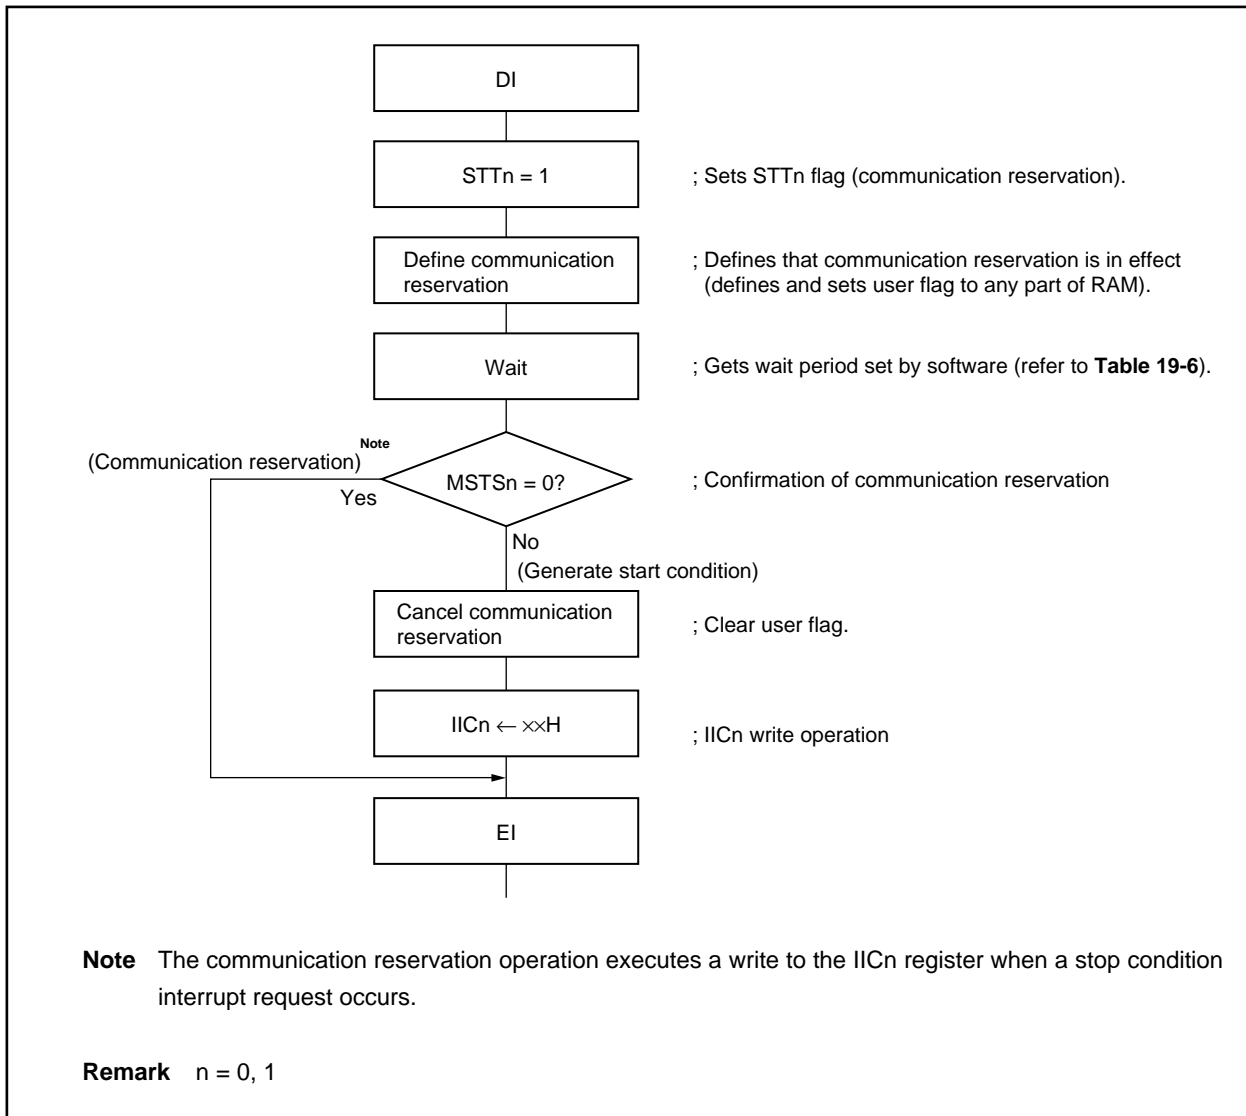 DI
STTn = 1
; Sets STTn flag (communication reservation).
Define communication
reservation
; Defines that communication reservation is in effect
(defines and sets user flag to any part of RAM).
Wait
; Gets wait period set by software (refer to Table 19-6).
(Communication reservation)Note
MSTSn = 0?
; Confirmation of communication reservation
Yes
No
(Generate start condition)
Cancel communication
reservation
; Clear user flag.
IICn ← ××H
; IICn write operation
EI
Note The communication reservation operation executes a write to the IICn register when a stop condition
interrupt request occurs.
Remark n = 0, 1